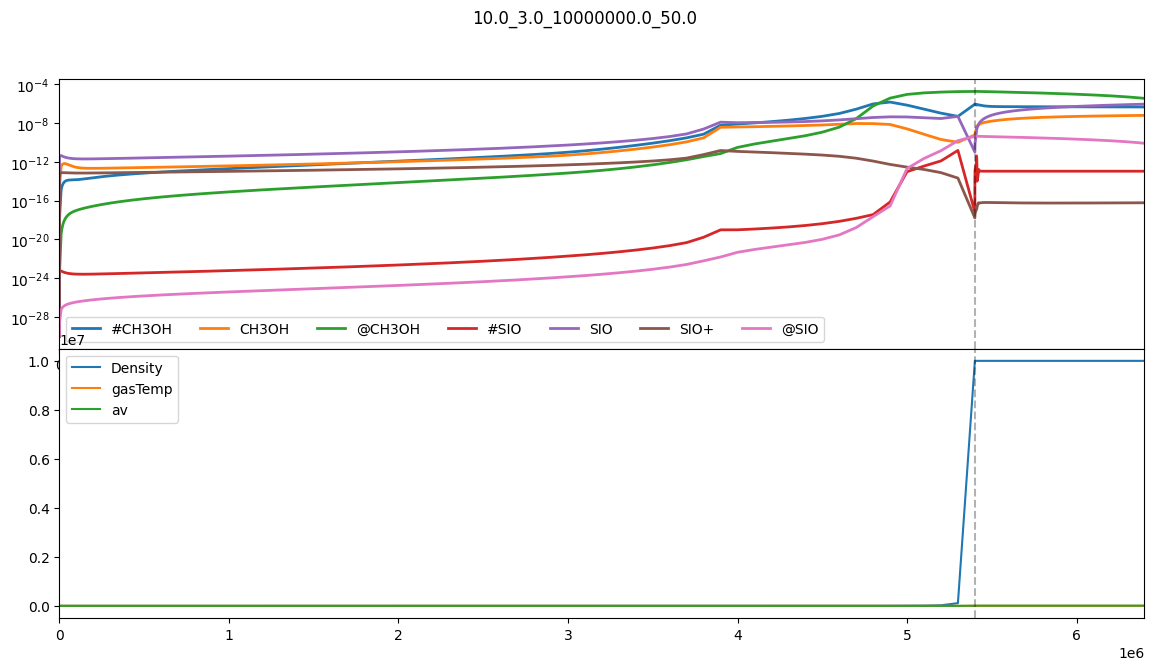 10.0_3.0_10000000.0_50.0
10⁻⁴
10⁻⁸
10⁻¹²
10⁻¹⁶
10⁻²⁰
10⁻²⁴
10⁻²⁸
#CH3OH CH3OH @CH3OH #SIO SIO SIO+ @SIO
1e7
Density
gasTemp
av
1.0
0.8
0.6
0.4
0.2
0.0
0 1 2 3 4 5 6
1e6